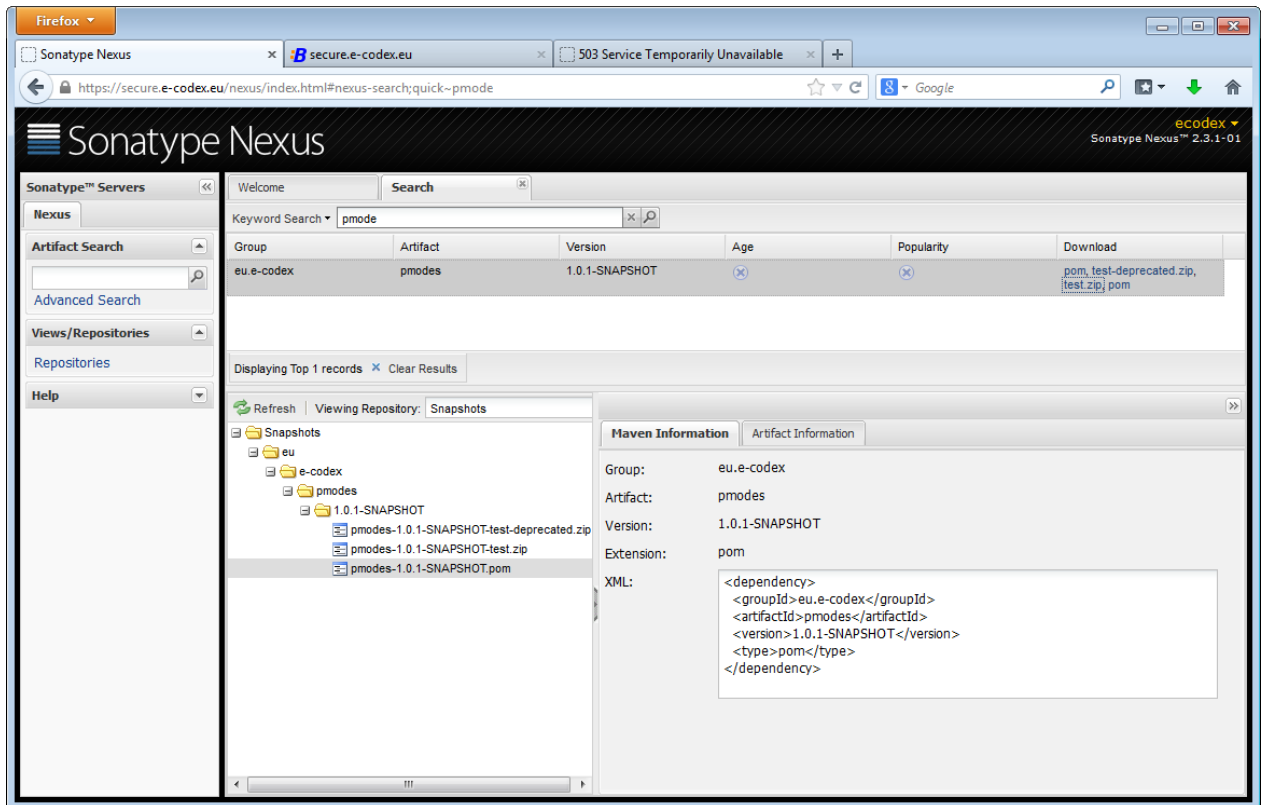 Firefox
Sonatype Nexus
secure.e-codex.eu
503 Service Temporarily Unavailable
https://secure.e-codex.eu/nexus/index.html#nexus-search;quick~pmode
Google
Sonatype Nexus
ecodex
Sonatype Nexus™ 2.3.1-01
Sonatype™ Servers
Nexus
Artifact Search
Advanced Search
Views/Repositories
Repositories
Help
Welcome
Search
Keyword Search
pmode
Group Artifact Version Age Popularity Download
eu.e-codex pmodes 1.0.1-SNAPSHOT pom, test-deprecated.zip,
test.zip, pom
Displaying Top 1 records Clear Results
Refresh Viewing Repository: Snapshots
Snapshots
eu
e-codex
pmodes
1.0.1-SNAPSHOT
pmodes-1.0.1-SNAPSHOT-test-deprecated.zip
pmodes-1.0.1-SNAPSHOT-test.zip
pmodes-1.0.1-SNAPSHOT.pom
Maven Information Artifact Information
Group: eu.e-codex
Artifact: pmodes
Version: 1.0.1-SNAPSHOT
Extension: pom
XML: <dependency>
<groupId>eu.e-codex</groupId>
<artifactId>pmodes</artifactId>
<version>1.0.1-SNAPSHOT</version>
<type>pom</type>
</dependency>